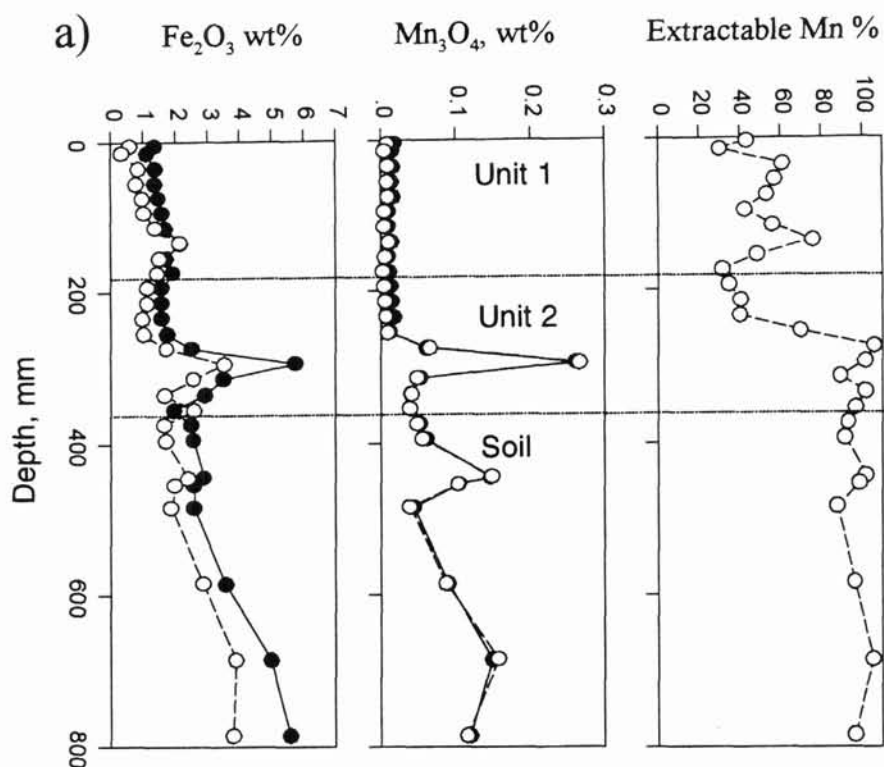 a)
Fe₂O₃ wt%
Mn₃O₄, wt%
Extractable Mn %
0 1 2 3 4 5 6 7
.0 0.1 0.2 0.3
0 20 40 60 80 100
0
200
400
600
800
Depth, mm
Unit 1
Unit 2
Soil